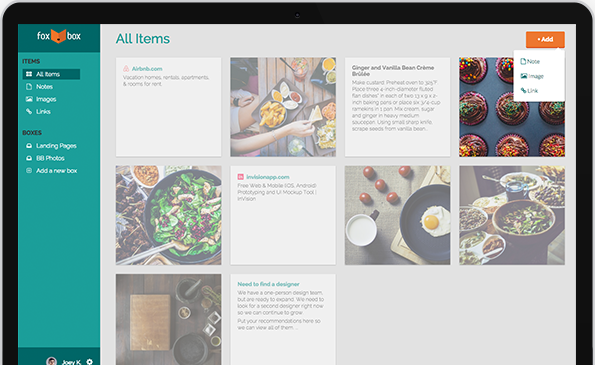 fox box
ITEMS
All Items
Notes
Images
Links
BOXES
Landing Pages
BB Photos
Add a new box
Joey K.
All Items
+ Add
Note
Image
Link
Airbnb.com
Vacation homes, rentals, apartments,
& rooms for rent
Ginger and Vanilla Bean Crème
Brûlée
Make custard: Preheat oven to 325°F.
Place three 4-inch-diameter fluted
flan dishes* in each of two 13 x 9 x 2-
inch baking pans or place six 3/4-cup
ramekins in 1 pan. Mix cream, sugar
and ginger in heavy medium
saucepan. Using small sharp knife,
scrape seeds from vanilla bean...
invisionapp.com
Free Web & Mobile (iOS, Android)
Prototyping and UI Mockup Tool |
InVision
Need to find a designer
We have a one-person design team,
but are ready to expand. We need to
look for a second designer right now
so we can divide the work.
Put your recommendations here so
we can view all of them. ...